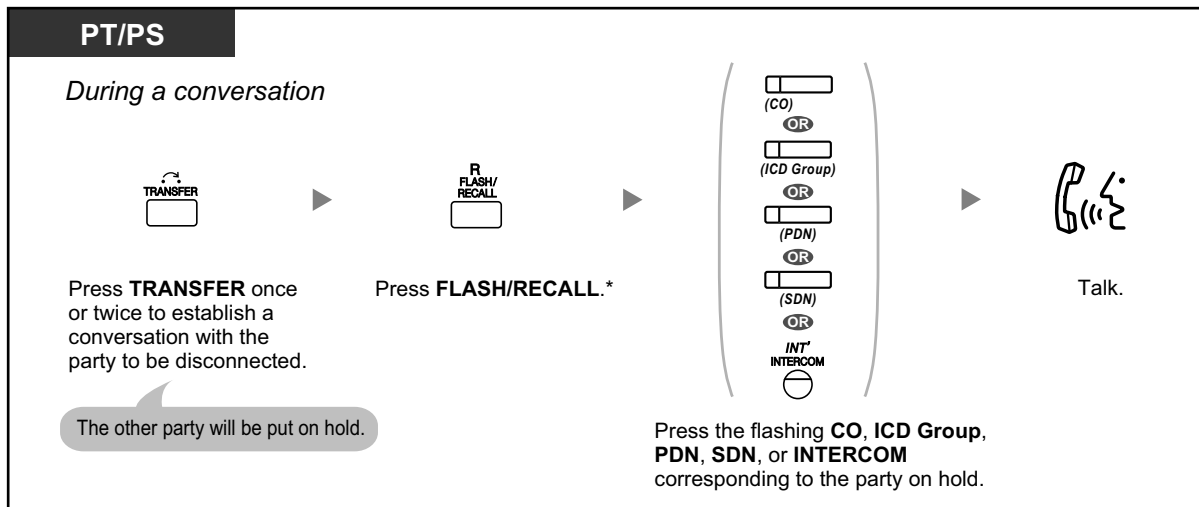 PT/PS
During a conversation
TRANSFER
Press TRANSFER once
or twice to establish a
conversation with the
party to be disconnected.
The other party will be put on hold.
R
FLASH/
RECALL
Press FLASH/RECALL.*
(CO)
OR
(ICD Group)
OR
(PDN)
OR
(SDN)
OR
INT'
INTERCOM
Press the flashing CO, ICD Group,
PDN, SDN, or INTERCOM
corresponding to the party on hold.
Talk.